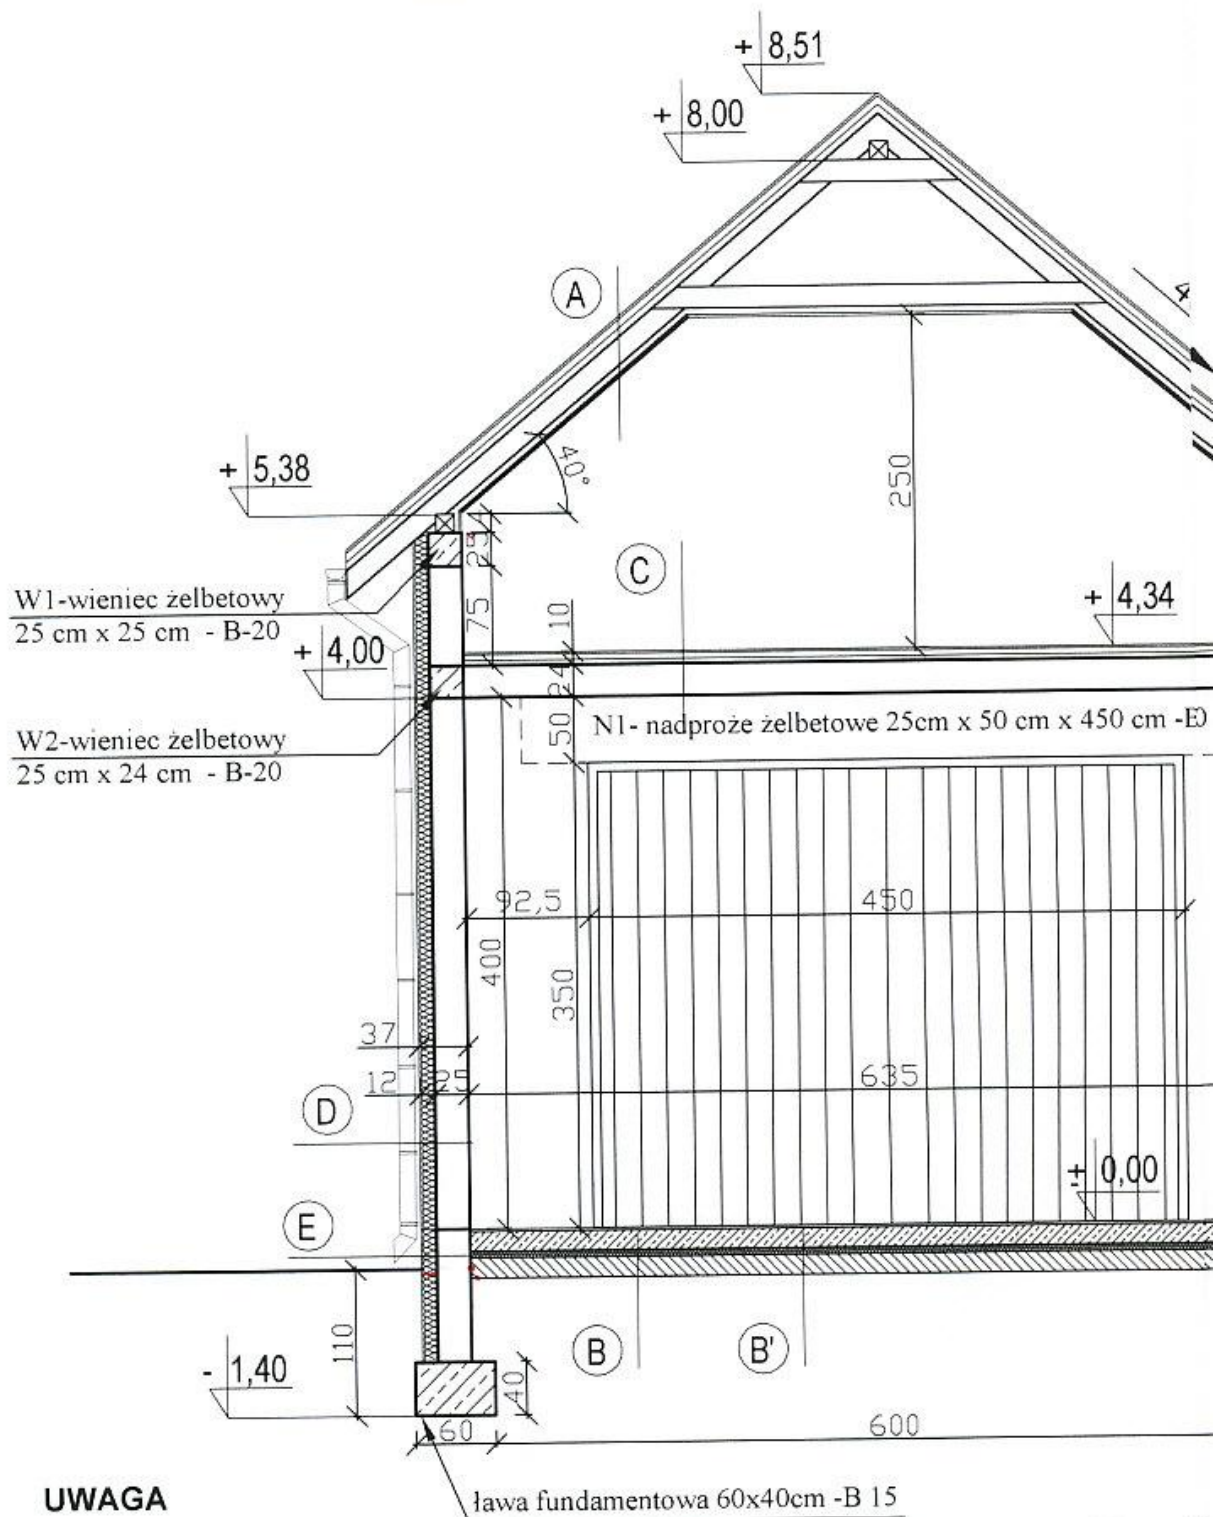 + 8,51
+ 8,00
A
4
40°
+ 5,38
14
25
250
C
W1-wieniec żelbetowy
25 cm x 25 cm - B-20
75
10
+ 4,34
+ 4,00
24
W2-wieniec żelbetowy
25 cm x 24 cm - B-20
50
N1- nadproże żelbetowe 25cm x 50 cm x 450 cm -B
92,5
450
400
350
37
12
25
635
D
± 0,00
E
110
B
B'
- 1,40
40
60
600
UWAGA
ława fundamentowa 60x40cm -B 15